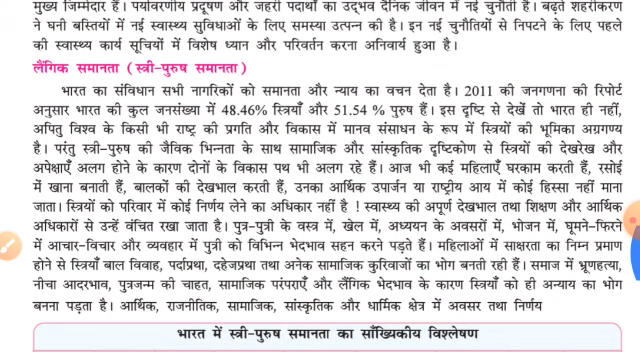 मुख्य जिम्मेदार हैं। पर्यावरणीय प्रदूषण और जहरी पदार्थों का उद्‌भव दैनिक जीवन में नई चुनौती है। बढ़ते शहरीकरण
ने घनी बस्तियों में नई स्वास्थ्य सुविधाओं के लिए समस्या उत्पन्न की है। इन नई चुनौतियों से निपटने के लिए पहले
की स्वास्थ्य कार्य सूचियों में विशेष ध्यान और परिवर्तन करना अनिवार्य हुआ है।
लैंगिक समानता (स्त्री-पुरुष समानता)
भारत का संविधान सभी नागरिकों को समानता और न्याय का वचन देता है। 2011 की जनगणना की रिपोर्ट
अनुसार भारत की कुल जनसंख्या में 48.46% स्त्रियाँ और 51.54 % पुरुष हैं। इस दृष्टि से देखें तो भारत ही नहीं,
अपितु विश्व के किसी भी राष्ट्र की प्रगति और विकास में मानव संसाधन के रूप में स्त्रियों की भूमिका अग्रगण्य
है। परंतु स्त्री-पुरुष की जैविक भिन्नता के साथ सामाजिक और सांस्कृतिक दृष्टिकोण से स्त्रियों की देखरेख और
अपेक्षाएँ अलग होने के कारण दोनों के विकास पथ भी अलग रहे हैं। आज भी कई महिलाएँ घरकाम करती हैं, रसोई
में खाना बनाती हैं, बालकों की देखभाल करती हैं, उनका आर्थिक उपार्जन या राष्ट्रीय आय में कोई हिस्सा नहीं माना
जाता। स्त्रियों को परिवार में कोई निर्णय लेने का अधिकार नहीं है ! स्वास्थ्य की अपूर्ण देखभाल तथा शिक्षण और आर्थिक
अधिकारों से उन्हें वंचित रखा जाता है। पुत्र-पुत्री के वस्त्र में, खेल में, अध्ययन के अवसरों में, भोजन में, घूमने-फिरने
में आचार-विचार और व्यवहार में पुत्री को विभिन्न भेदभाव सहन करने पड़ते हैं। महिलाओं में साक्षरता का निम्न प्रमाण
होने से स्त्रियाँ बाल विवाह, पर्दाप्रथा, दहेजप्रथा तथा अनेक सामाजिक कुरिवाजों का भोग बनती रही हैं। समाज में भ्रूणहत्या,
नीचा आदरभाव, पुत्रजन्म की चाहत, सामाजिक परंपराएँ और लैंगिक भेदभाव के कारण स्त्रियों को ही अन्याय का भोग
बनना पड़ता है। आर्थिक, राजनीतिक, सामाजिक, सांस्कृतिक और धार्मिक क्षेत्र में अवसर तथा निर्णय
भारत में स्त्री-पुरुष समानता का साँख्यिकीय विश्लेषण